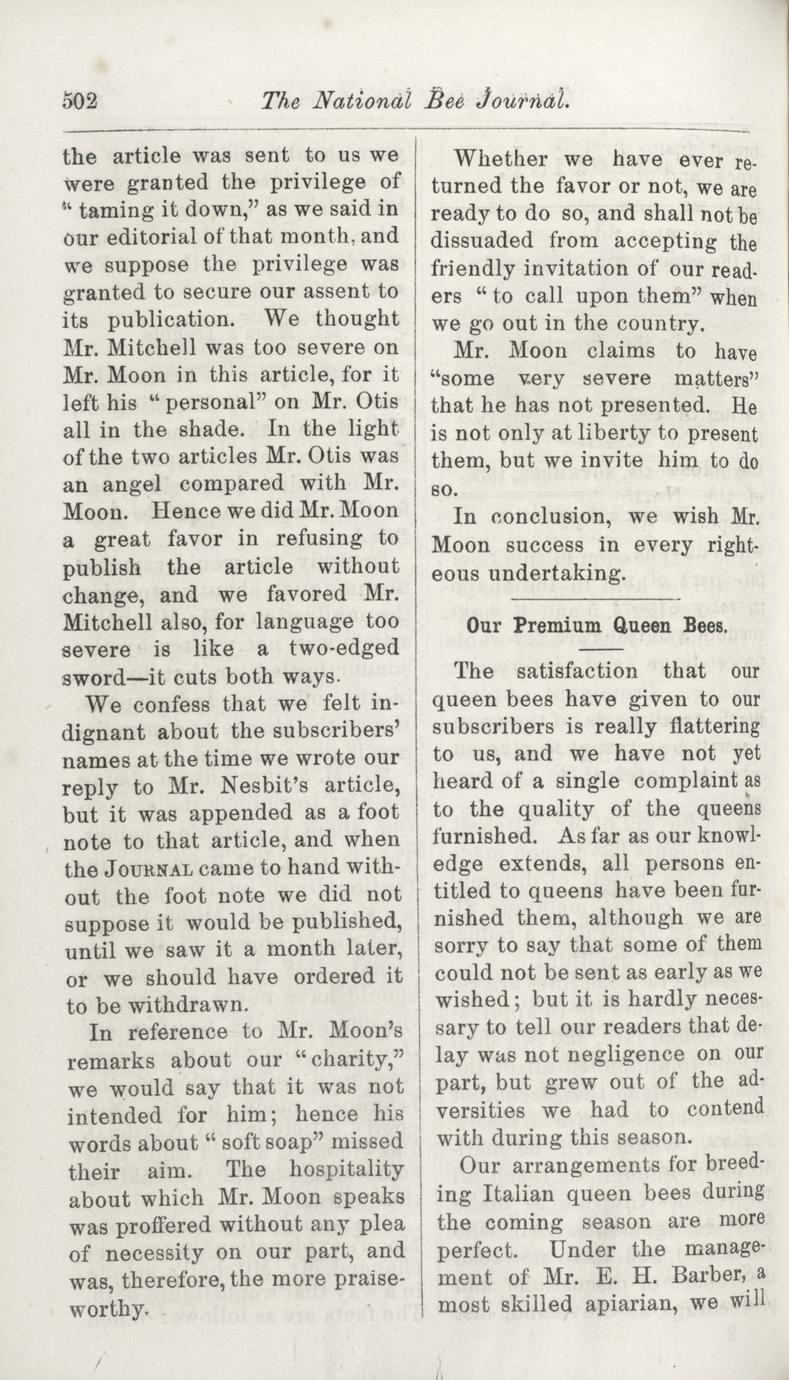 502
The National Bee Journal.
the article was sent to us we
were granted the privilege of
“ taming it down,” as we said in
our editorial of that month, and
we suppose the privilege was
granted to secure our assent to
its publication. We thought
Mr. Mitchell was too severe on
Mr. Moon in this article, for it
left his “ personal” on Mr. Otis
all in the shade. In the light
of the two articles Mr. Otis was
an angel compared with Mr.
Moon. Hence we did Mr. Moon
a great favor in refusing to
publish the article without
change, and we favored Mr.
Mitchell also, for language too
severe is like a two-edged
sword—it cuts both ways.
We confess that we felt in-
dignant about the subscribers’
names at the time we wrote our
reply to Mr. Nesbit’s article,
but it was appended as a foot
note to that article, and when
the JOURNAL came to hand with-
out the foot note we did not
suppose it would be published,
until we saw it a month later,
or we should have ordered it
to be withdrawn.
In reference to Mr. Moon’s
remarks about our “ charity,”
we would say that it was not
intended for him; hence his
words about “ soft soap” missed
their aim. The hospitality
about which Mr. Moon speaks
was proffered without any plea
of necessity on our part, and
was, therefore, the more praise-
worthy.
Whether we have ever re-
turned the favor or not, we are
ready to do so, and shall not be
dissuaded from accepting the
friendly invitation of our read-
ers “ to call upon them” when
we go out in the country.
Mr. Moon claims to have
“some very severe matters”
that he has not presented. He
is not only at liberty to present
them, but we invite him to do
so.
In conclusion, we wish Mr.
Moon success in every right-
eous undertaking.
Our Premium Queen Bees.
The satisfaction that our
queen bees have given to our
subscribers is really flattering
to us, and we have not yet
heard of a single complaint as
to the quality of the queens
furnished. As far as our knowl-
edge extends, all persons en-
titled to queens have been fur-
nished them, although we are
sorry to say that some of them
could not be sent as early as we
wished; but it is hardly neces-
sary to tell our readers that de-
lay was not negligence on our
part, but grew out of the ad-
versities we had to contend
with during this season.
Our arrangements for breed-
ing Italian queen bees during
the coming season are more
perfect. Under the manage-
ment of Mr. E. H. Barber, a
most skilled apiarian, we will